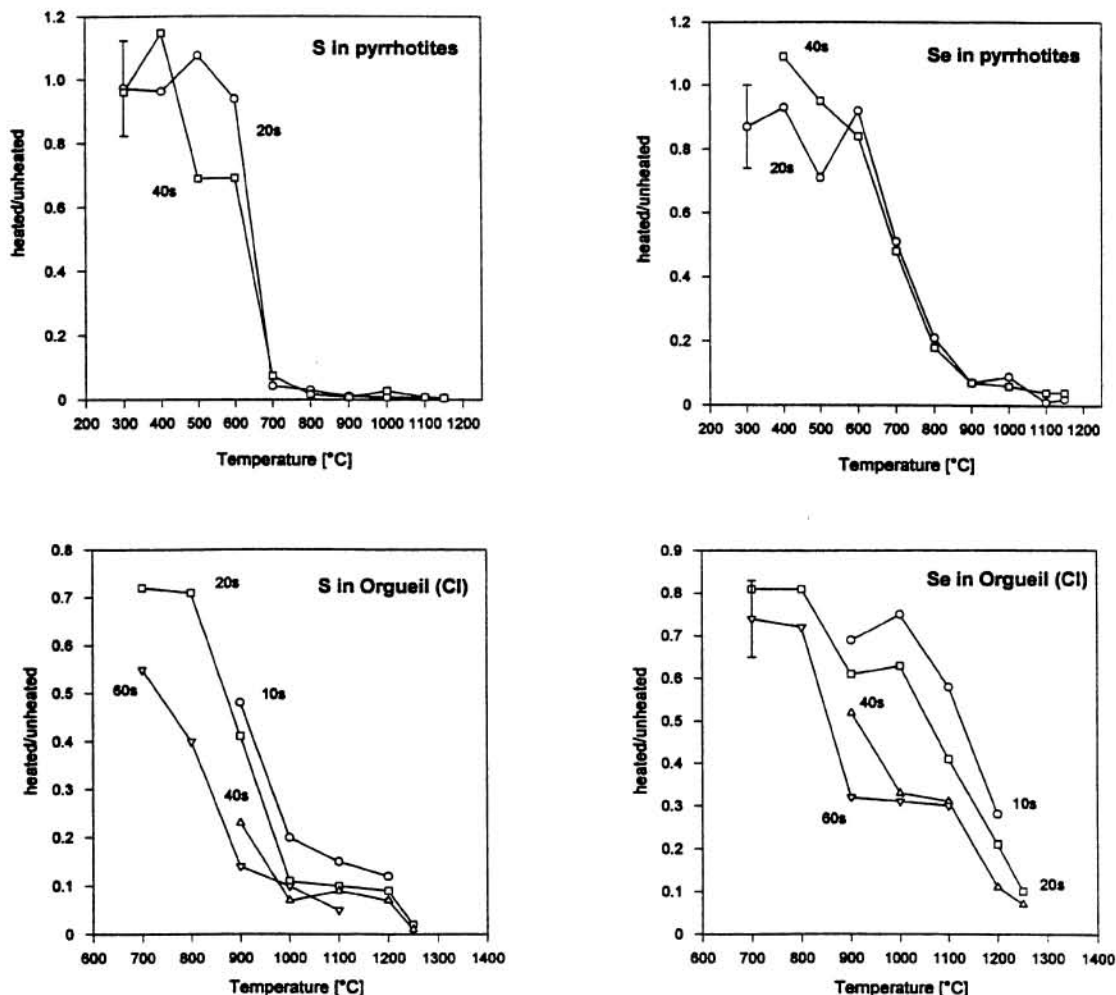 S in pyrrhotites
1.2
1.0
0.8
0.6
0.4
0.2
0
heated/unheated
20s
40s
200 300 400 500 600 700 800 900 1000 1100 1200
Temperature [°C]
Se in pyrrhotites
1.2
1.0
0.8
0.6
0.4
0.2
0
heated/unheated
40s
20s
200 300 400 500 600 700 800 900 1000 1100 1200
Temperature [°C]
S in Orgueil (CI)
0.8
0.7
0.6
0.5
0.4
0.3
0.2
0.1
0
heated/unheated
20s
60s
10s
40s
600 700 800 900 1000 1100 1200 1300 1400
Temperature [°C]
Se in Orgueil (CI)
0.9
0.8
0.7
0.6
0.5
0.4
0.3
0.2
0.1
0
heated/unheated
40s
60s
10s
20s
600 700 800 900 1000 1100 1200 1300 1400
Temperature [°C]